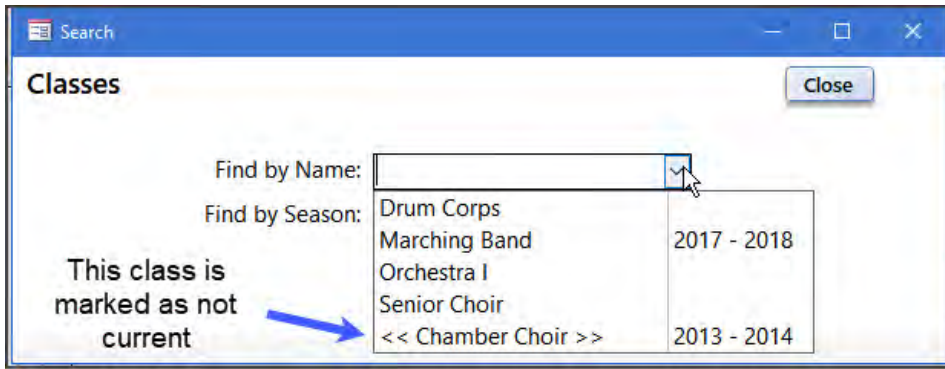 Search
Classes
Close
Find by Name:
Find by Season:
Drum Corps
Marching Band 2017 - 2018
Orchestra I
Senior Choir
<< Chamber Choir >> 2013 - 2014
This class is
marked as not
current